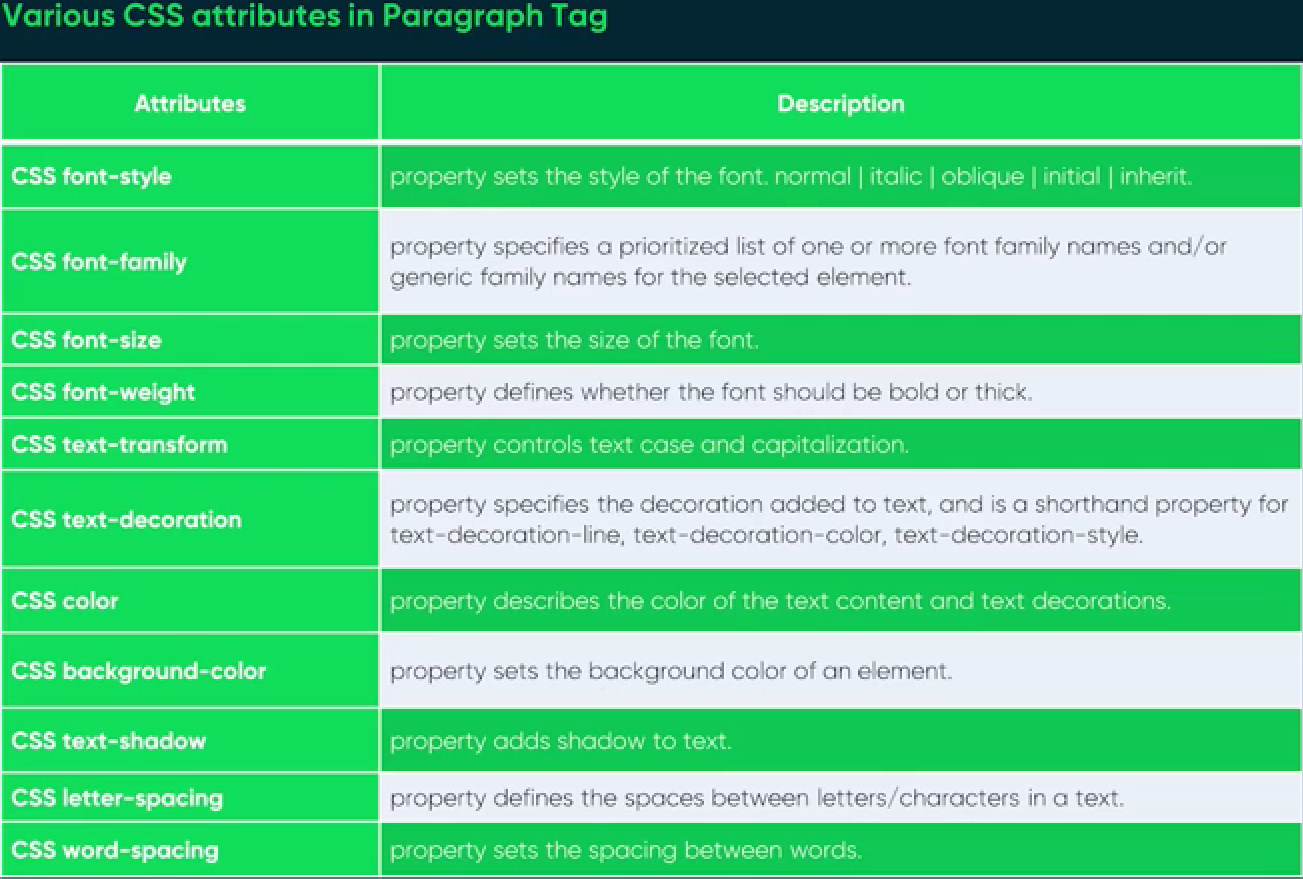 Various CSS attributes in Paragraph Tag
Attributes
Description
CSS font-style
property sets the style of the font. normal | italic | oblique | initial | inherit.
CSS font-family
property specifies a prioritized list of one or more font family names and/or
generic family names for the selected element.
CSS font-size
property sets the size of the font.
CSS font-weight
property defines whether the font should be bold or thick.
CSS text-transform
property controls text case and capitalization.
CSS text-decoration
property specifies the decoration added to text, and is a shorthand property for
text-decoration-line, text-decoration-color, text-decoration-style.
CSS color
property describes the color of the text content and text decorations.
CSS background-color
property sets the background color of an element.
CSS text-shadow
property adds shadow to text.
CSS letter-spacing
property defines the spaces between letters/characters in a text.
CSS word-spacing
property sets the spacing between words.